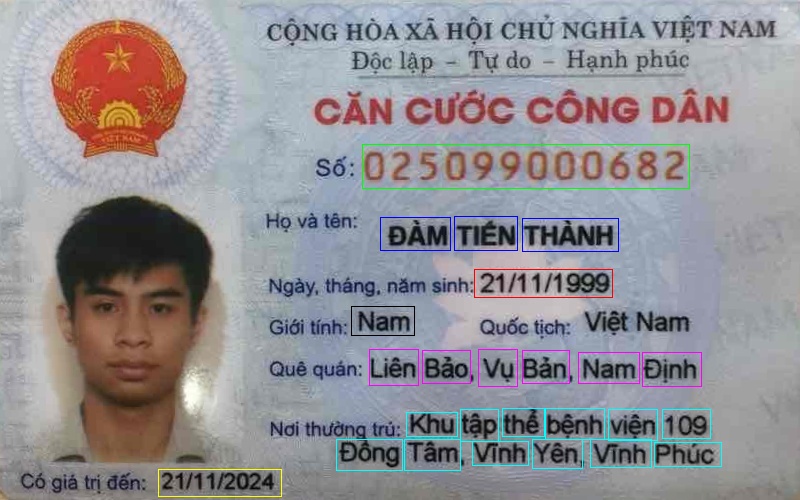 CỘNG HÒA XÃ HỘI CHỦ NGHĨA VIỆT NAM
Độc lập - Tự do - Hạnh phúc
CĂN CƯỚC CÔNG DÂN
Số: 025099000682
Họ và tên: ĐÀM TIẾN THÀNH
Ngày, tháng, năm sinh: 21/11/1999
Giới tính: Nam Quốc tịch: Việt Nam
Quê quán: Liên Bảo, Vụ Bản, Nam Định
Nơi thường trú: Khu tập thể bệnh viện 109
Đồng Tâm, Vĩnh Yên, Vĩnh Phúc
Có giá trị đến: 21/11/2024